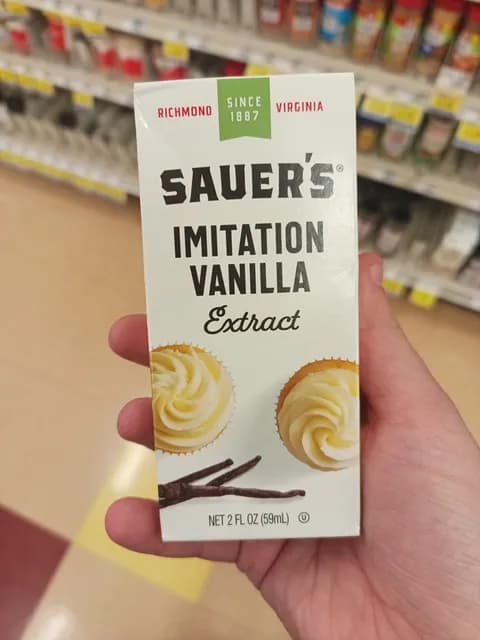 RICHMOND SINCE 1887 VIRGINIA
SAUER'S®
IMITATION
VANILLA
Extract
NET 2 FL OZ (59mL) Ⓤ